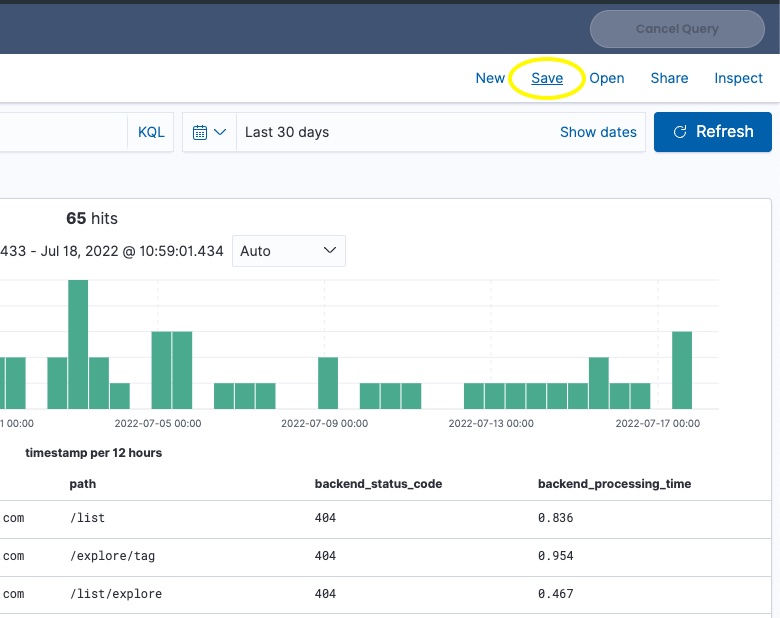 Cancel Query
New Save Open Share Inspect
KQL Last 30 days Show dates Refresh
65 hits
433 - Jul 18, 2022 @ 10:59:01.434 Auto
1 00:00 2022-07-05 00:00 2022-07-09 00:00 2022-07-13 00:00 2022-07-17 00:00
timestamp per 12 hours
path backend_status_code backend_processing_time
com /list 404 0.836
.com /explore/tag 404 0.954
.com /list/explore 404 0.467